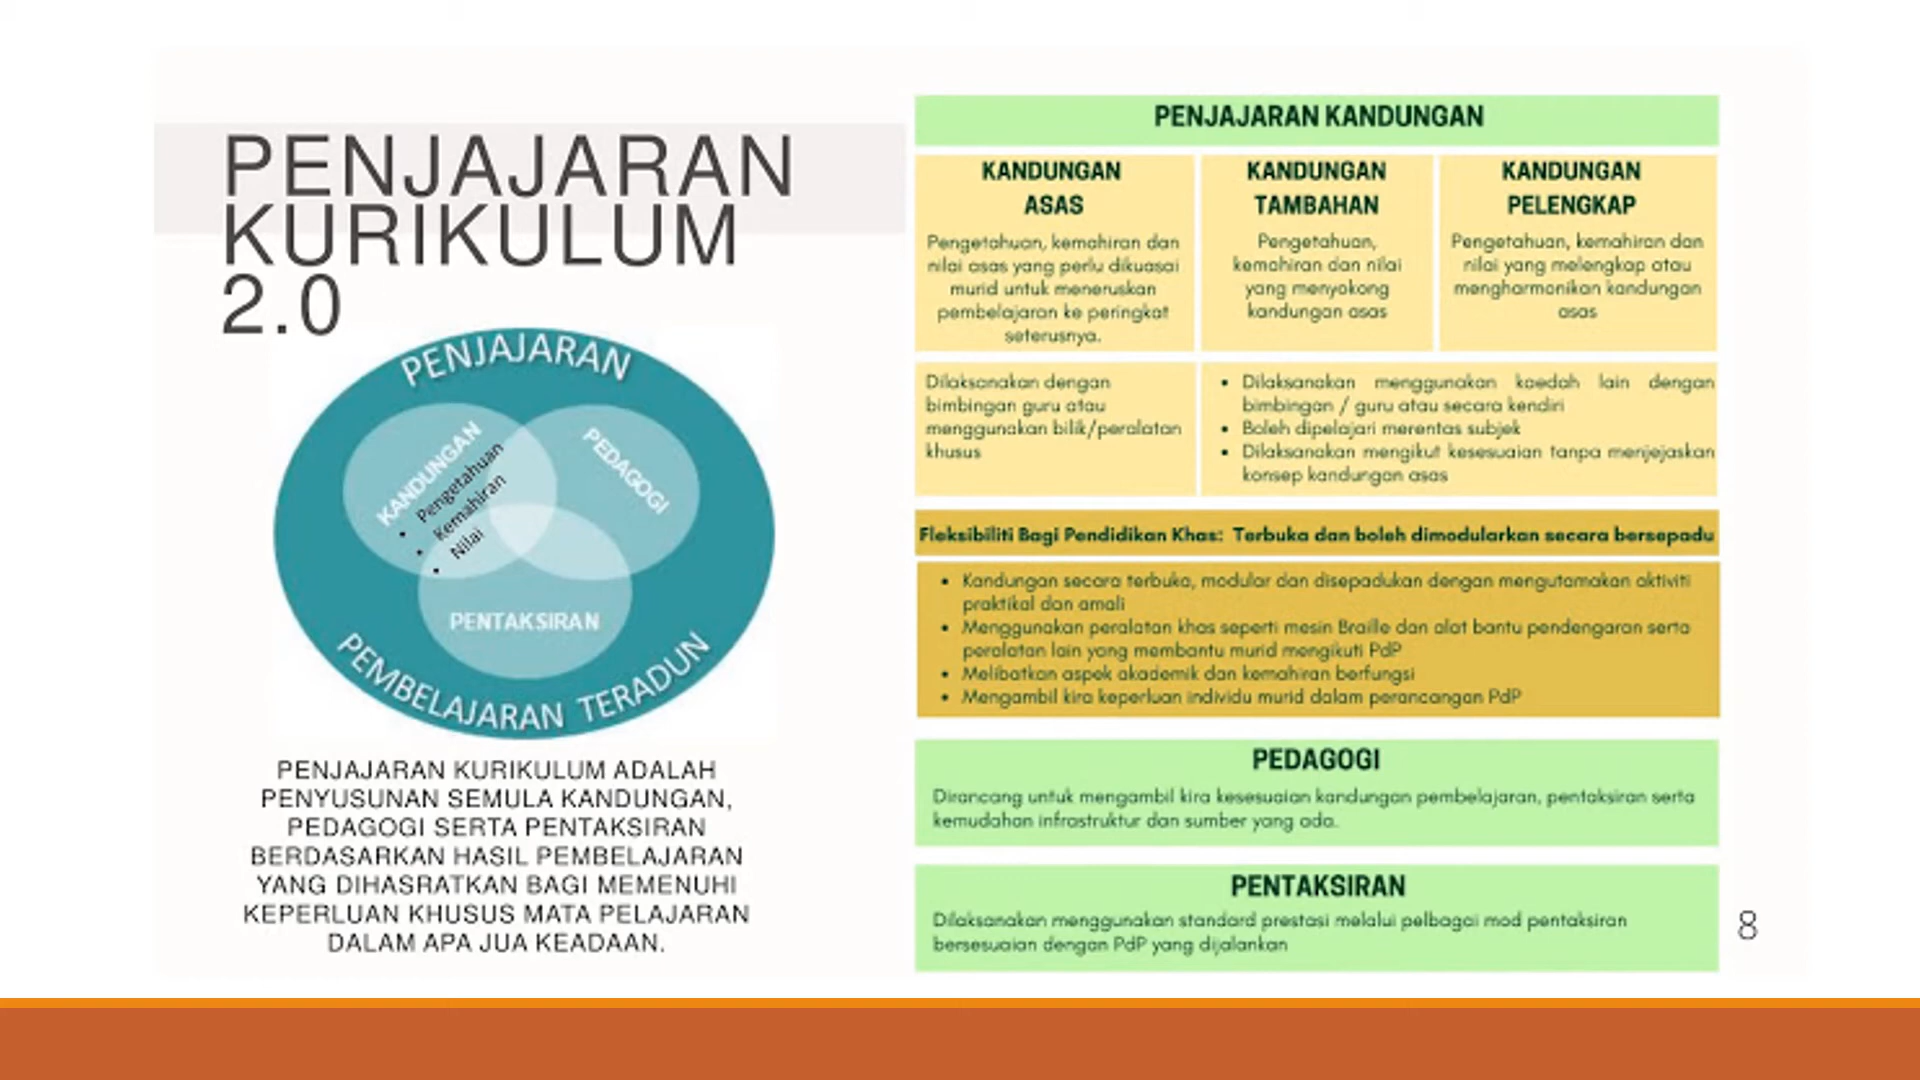 PENJAJARAN
KURIKULUM
2.0
PENJAJARAN
KANDUNGAN
• Pengetahuan
• Kemahiran
• Nilai
PEDAGOGI
PENTAKSIRAN
PEMBELAJARAN TERADUN
PENJAJARAN KURIKULUM ADALAH
PENYUSUNAN SEMULA KANDUNGAN,
PEDAGOGI SERTA PENTAKSIRAN
BERDASARKAN HASIL PEMBELAJARAN
YANG DIHASRATKAN BAGI MEMENUHI
KEPERLUAN KHUSUS MATA PELAJARAN
DALAM APA JUA KEADAAN.
PENJAJARAN KANDUNGAN
KANDUNGAN
ASAS
Pengetahuan, kemahiran dan
nilai asas yang perlu dikuasai
murid untuk meneruskan
pembelajaran ke peringkat
seterusnya.
KANDUNGAN
TAMBAHAN
Pengetahuan,
kemahiran dan nilai
yang menyokong
kandungan asas
KANDUNGAN
PELENGKAP
Pengetahuan, kemahiran dan
nilai yang melengkap atau
mengharmonikan kandungan
asas
Dilaksanakan dengan
bimbingan guru atau
menggunakan bilik/peralatan
khusus
• Dilaksanakan menggunakan kaedah lain dengan
bimbingan / guru atau secara kendiri
• Boleh dipelajari merentas subjek
• Dilaksanakan mengikut kesesuaian tanpa menjejaskan
konsep kandungan asas
Fleksibiliti Bagi Pendidikan Khas: Terbuka dan boleh dimodularkan secara bersepadu
• Kandungan secara terbuka, modular dan disepadukan dengan mengutamakan aktiviti
praktikal dan amali
• Menggunakan peralatan khas seperti mesin Braille dan alat bantu pendengaran serta
peralatan lain yang membantu murid mengikuti PdP
• Melibatkan aspek akademik dan kemahiran berfungsi
• Mengambil kira keperluan individu murid dalam perancangan PdP
PEDAGOGI
Dirancang untuk mengambil kira kesesuaian kandungan pembelajaran, pentaksiran serta
kemudahan infrastruktur dan sumber yang ada.
PENTAKSIRAN
Dilaksanakan menggunakan standard prestasi melalui pelbagai mod pentaksiran
bersesuaian dengan PdP yang dijalankan
8